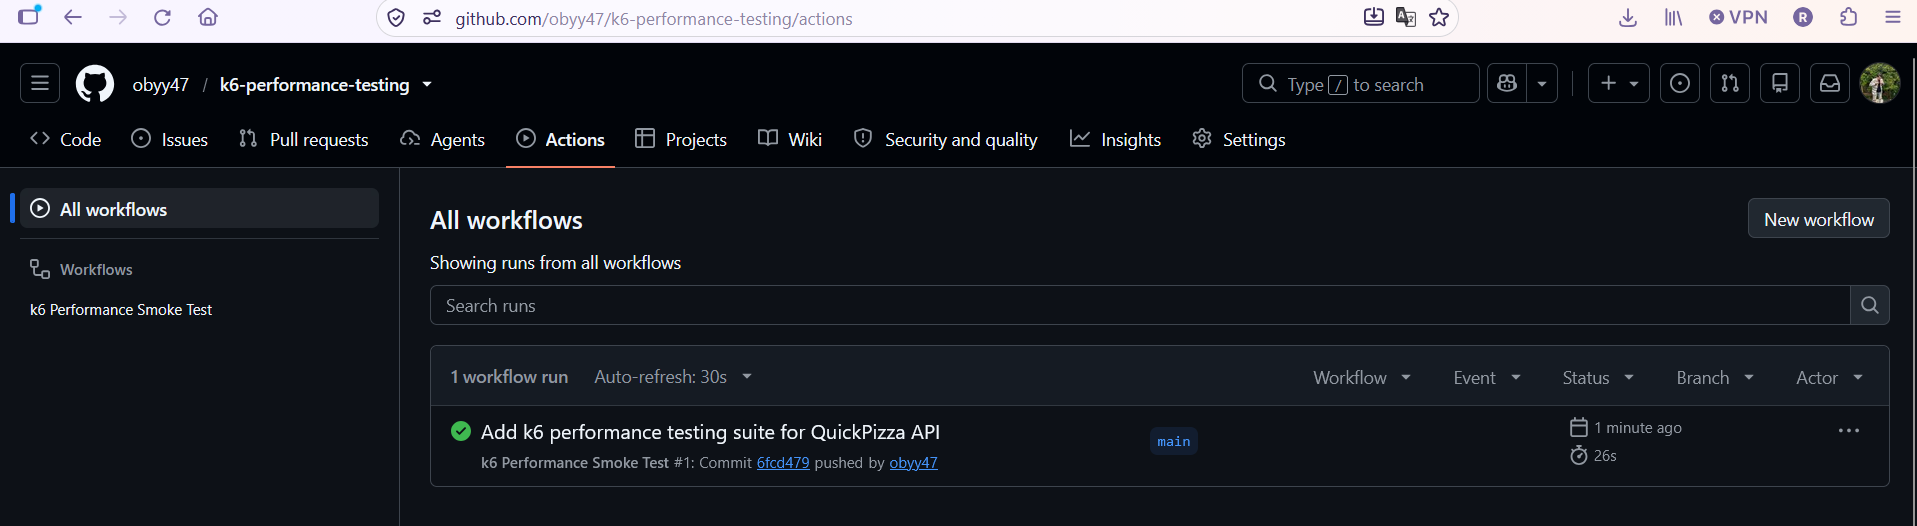 github.com/obyy47/k6-performance-testing/actions
VPN
R
obyy47 / k6-performance-testing
Type / to search
Code Issues Pull requests Agents Actions Projects Wiki Security and quality Insights Settings
All workflows
Workflows
k6 Performance Smoke Test
All workflows
New workflow
Showing runs from all workflows
Search runs
1 workflow run Auto-refresh: 30s Workflow Event Status Branch Actor
Add k6 performance testing suite for QuickPizza API
main
1 minute ago
k6 Performance Smoke Test #1: Commit 6fcd479 pushed by obyy47
26s